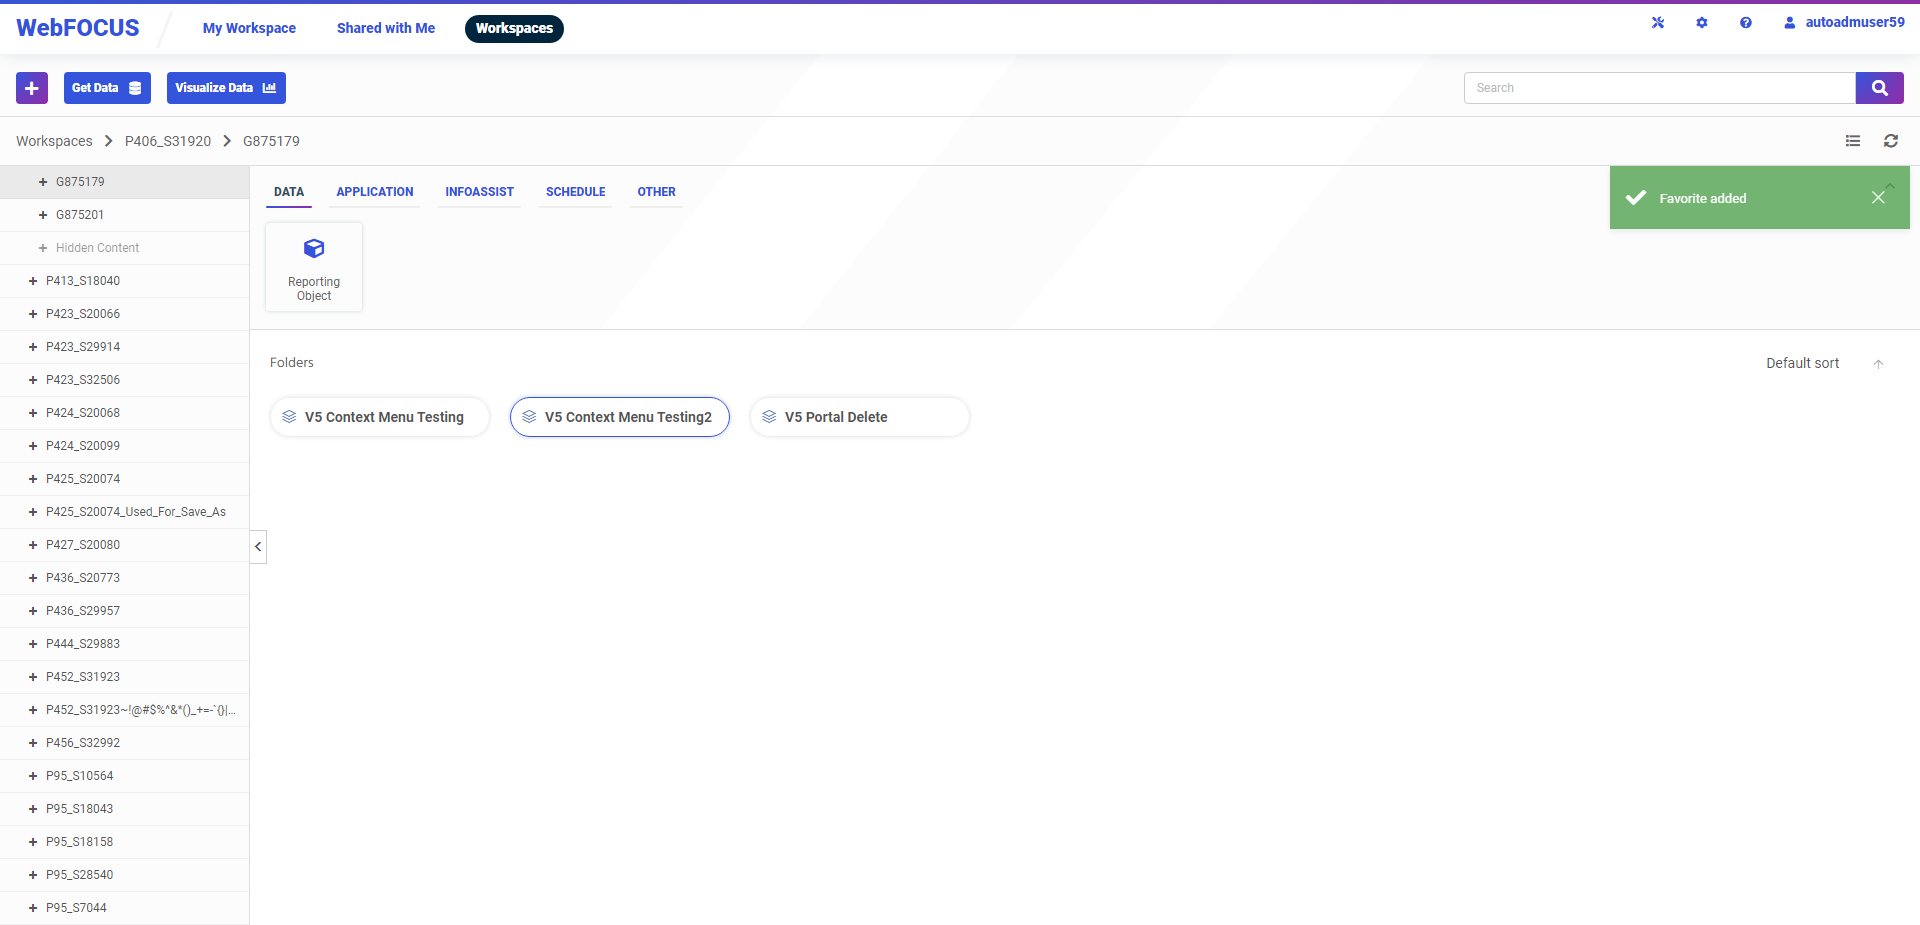 WebFOCUS
My Workspace
Shared with Me
Workspaces
autoadmuser59
Get Data
Visualize Data
Search
Workspaces
P406_S31920
G875179
G875179
G875201
Hidden Content
P413_S18040
P423_S20066
P423_S29914
P423_S32506
P424_S20068
P424_S20099
P425_S20074
P425_S20074_Used_For_Save_As
P427_S20080
P436_S20773
P436_S29957
P444_S29883
P452_S31923
P452_S31923~!@#$%^&*()_+=-`{}|...
P456_S32992
P95_S10564
P95_S18043
P95_S18158
P95_S28540
P95_S7044
DATA
APPLICATION
INFOASSIST
SCHEDULE
OTHER
Favorite added
Reporting
Object
Folders
Default sort
V5 Context Menu Testing
V5 Context Menu Testing2
V5 Portal Delete